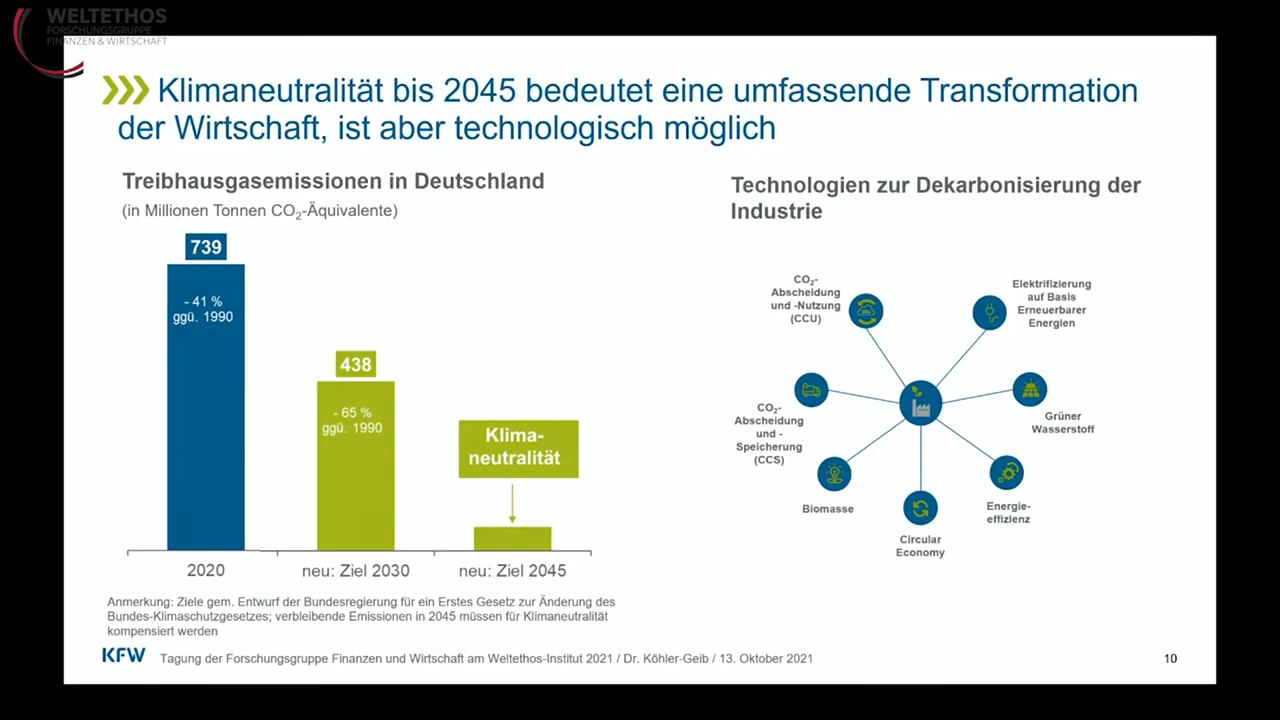 WELTETHOS
FORSCHUNGSGRUPPE
FINANZEN & WIRTSCHAFT
Klimaneutralität bis 2045 bedeutet eine umfassende Transformation
der Wirtschaft, ist aber technologisch möglich
Treibhausgasemissionen in Deutschland
(in Millionen Tonnen CO₂-Äquivalente)
739
- 41 %
ggü. 1990
438
- 65 %
ggü. 1990
Klima-
neutralität
2020
neu: Ziel 2030
neu: Ziel 2045
Anmerkung: Ziele gem. Entwurf der Bundesregierung für ein Erstes Gesetz zur Änderung des
Bundes-Klimaschutzgesetzes; verbleibende Emissionen in 2045 müssen für Klimaneutralität
kompensiert werden
Technologien zur Dekarbonisierung der
Industrie
CO₂-
Abscheidung
und -Nutzung
(CCU)
Elektrifizierung
auf Basis
Erneuerbarer
Energien
CO₂-
Abscheidung
und -
Speicherung
(CCS)
Grüner
Wasserstoff
Biomasse
Energie-
effizienz
Circular
Economy
KFW
Tagung der Forschungsgruppe Finanzen und Wirtschaft am Weltethos-Institut 2021 / Dr. Köhler-Geib / 13. Oktober 2021
10